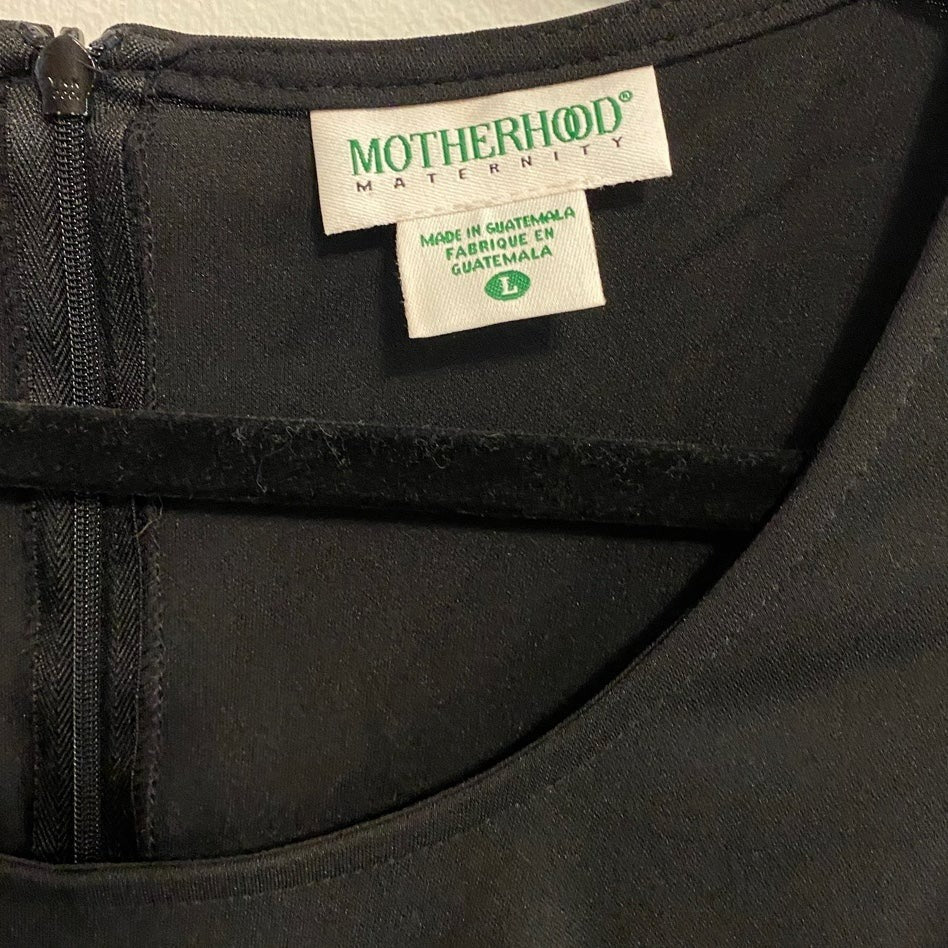 MOTHERHOOD®
MATERNITY
MADE IN GUATEMALA
FABRIQUE EN
GUATEMALA
L